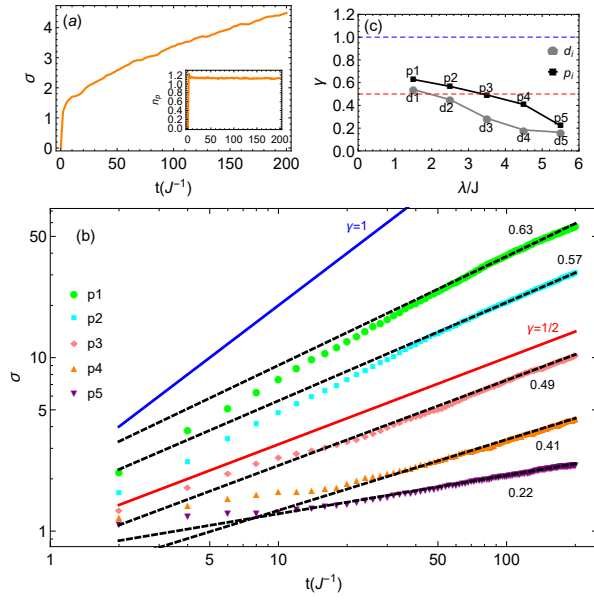 (a)
4
3
2
1
0
σ
0
50
100
150
200
t(J⁻¹)
1.2
1.0
0.8
0.6
0.4
0.2
0.0
n_p
0
50
100
150
200
(c)
1.2
1.0
0.8
0.6
0.4
0.2
0.0
γ
d_i
p_i
p1
p2
p3
p4
p5
d1
d2
d3
d4
d5
0
1
2
3
4
5
6
λ/J
(b)
50
10
5
1
σ
γ=1
0.63
0.57
γ=1/2
0.49
0.41
0.22
p1
p2
p3
p4
p5
1
5
10
50
100
t(J⁻¹)